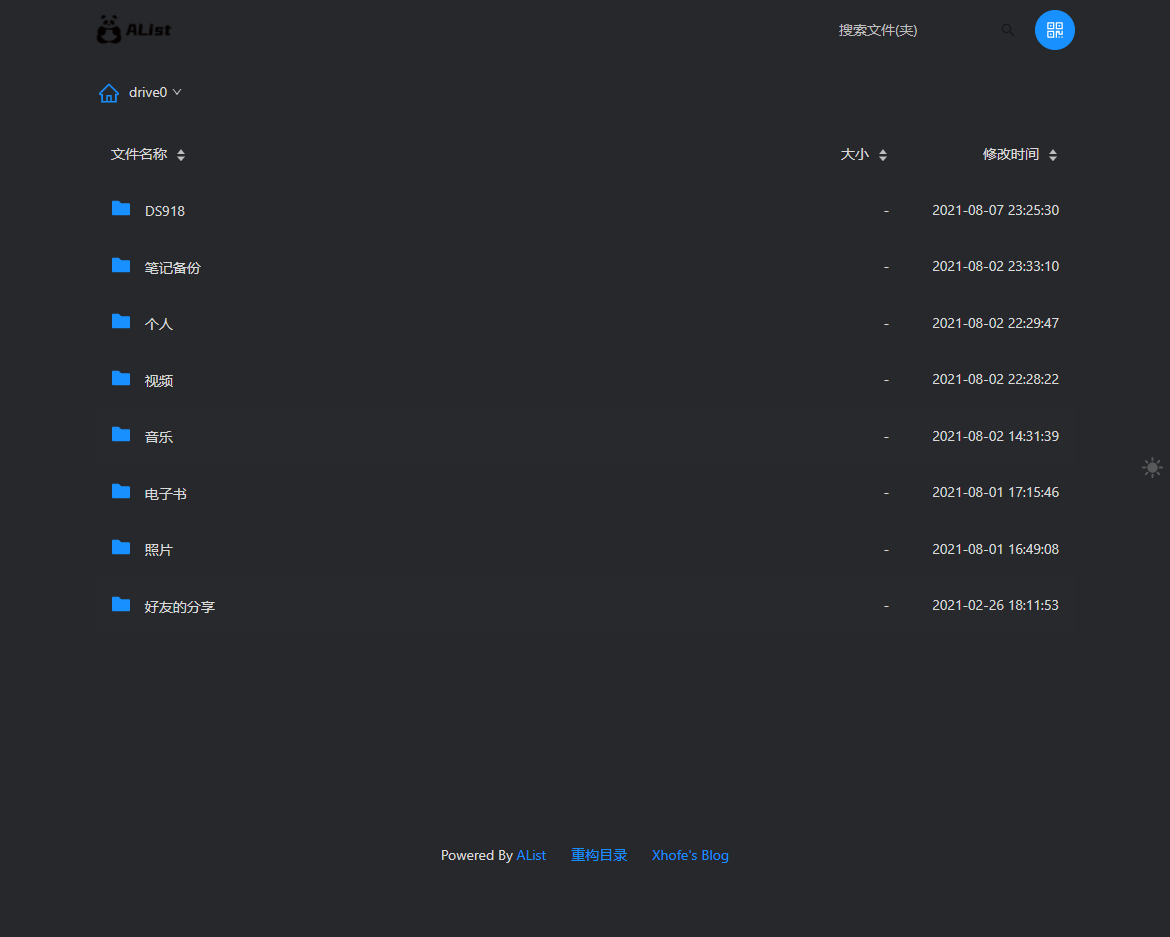 AList 搜索文件(夹)
drive0
文件名称 大小 修改时间
DS918 - 2021-08-07 23:25:30
笔记备份 - 2021-08-02 23:33:10
个人 - 2021-08-02 22:29:47
视频 - 2021-08-02 22:28:22
音乐 - 2021-08-02 14:31:39
电子书 - 2021-08-01 17:15:46
照片 - 2021-08-01 16:49:08
好友的分享 - 2021-02-26 18:11:53
Powered By AList 重构目录 Xhofe's Blog